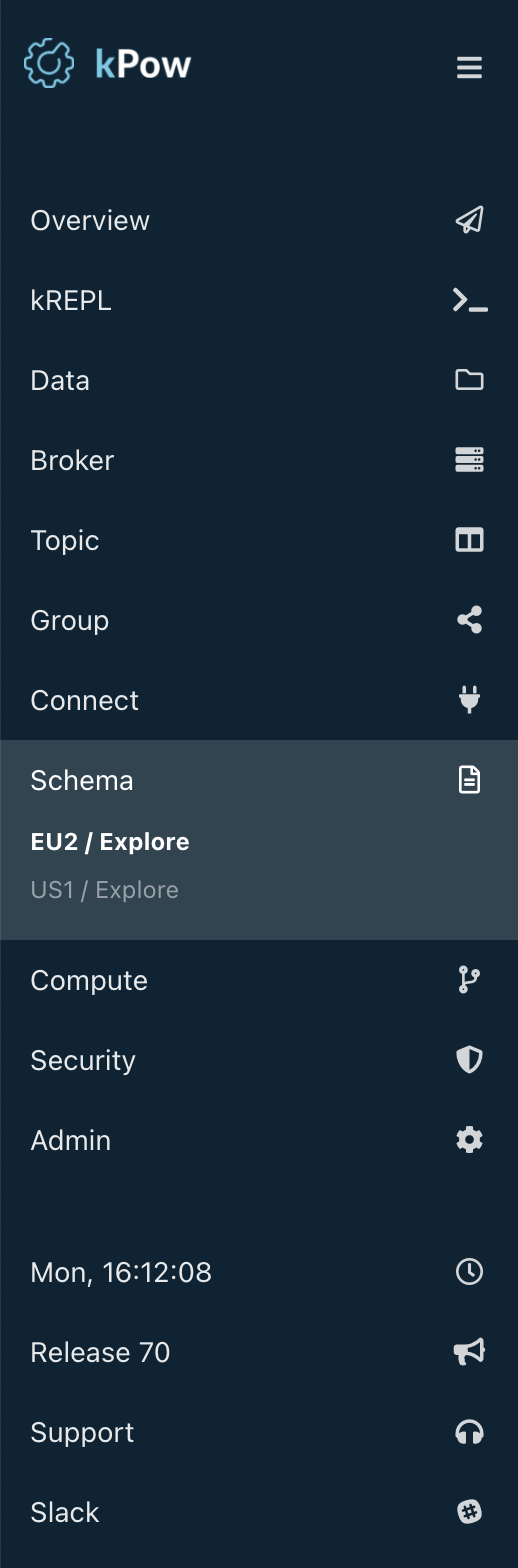 kPow
Overview
kREPL
Data
Broker
Topic
Group
Connect
Schema
EU2 / Explore
US1 / Explore
Compute
Security
Admin
Mon, 16:12:08
Release 70
Support
Slack